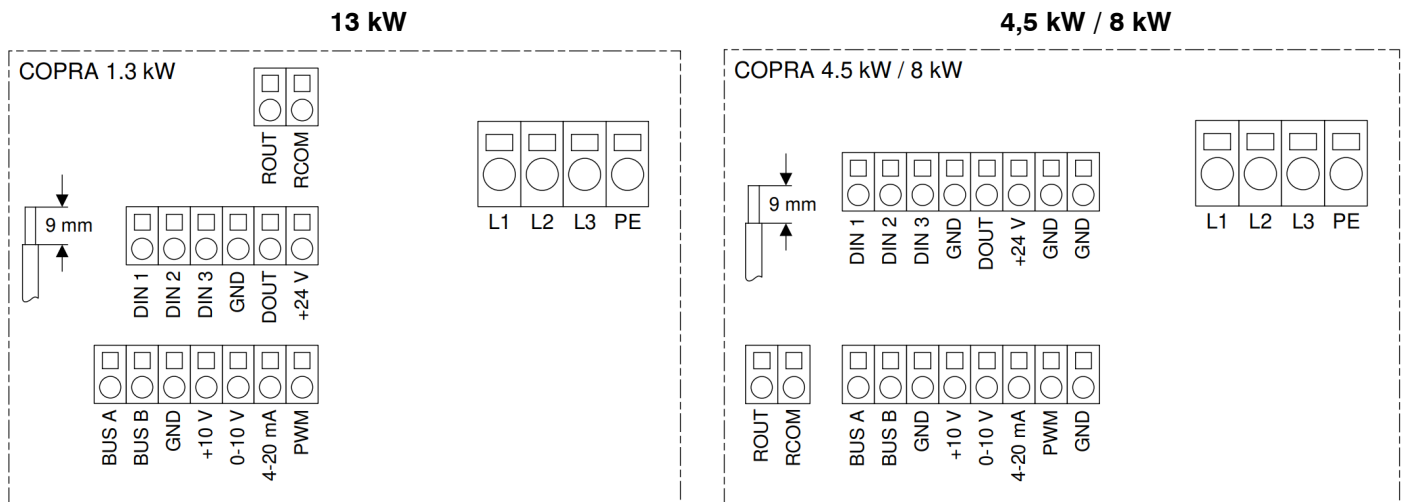 13 kW
COPRA 1.3 kW
ROUT
RCOM
L1 L2 L3 PE
9 mm
DIN 1
DIN 2
DIN 3
GND
DOUT
+24 V
BUS A
BUS B
GND
+10 V
0-10 V
4-20 mA
PWM
4,5 kW / 8 kW
COPRA 4.5 kW / 8 kW
L1 L2 L3 PE
9 mm
DIN 1
DIN 2
DIN 3
GND
DOUT
+24 V
GND
GND
ROUT
RCOM
BUS A
BUS B
GND
+10 V
0-10 V
4-20 mA
PWM
GND